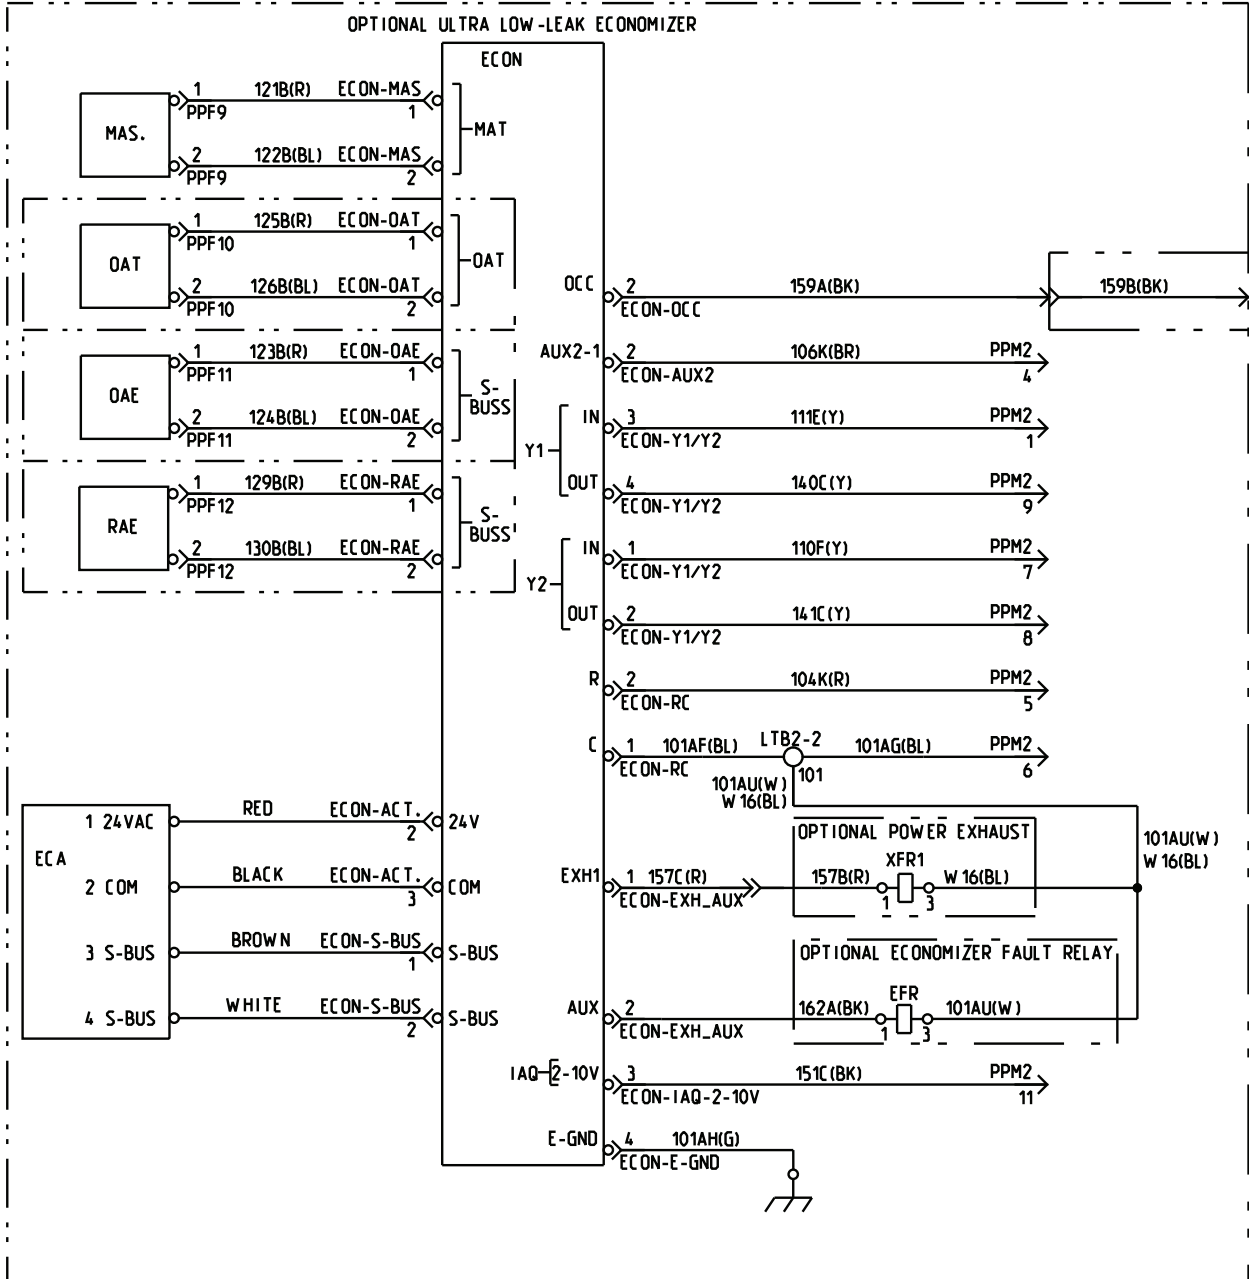 OPTIONAL ULTRA LOW-LEAK ECONOMIZER
ECON
MAS.
1 121B(R) ECON-MAS
PPF9 1
2 122B(BL) ECON-MAS
PPF9 2
MAT
OAT
1 125B(R) ECON-OAT
PPF10 1
2 126B(BL) ECON-OAT
PPF10 2
OAT
OAE
1 123B(R) ECON-OAE
PPF11 1
2 124B(BL) ECON-OAE
PPF11 2
S-
BUSS
RAE
1 129B(R) ECON-RAE
PPF12 1
2 130B(BL) ECON-RAE
PPF12 2
S-
BUSS
ECA
1 24VAC RED ECON-ACT. 24V
2
2 COM BLACK ECON-ACT. COM
3
3 S-BUS BROWN ECON-S-BUS S-BUS
1
4 S-BUS WHITE ECON-S-BUS S-BUS
2
OCC 2 159A(BK) 159B(BK)
ECON-OCC
AUX2-1 2 106K(BR) PPM2
ECON-AUX2 4
Y1
IN 3 111E(Y) PPM2
ECON-Y1/Y2 1
OUT 4 140C(Y) PPM2
ECON-Y1/Y2 9
Y2
IN 1 110F(Y) PPM2
ECON-Y1/Y2 7
OUT 2 141C(Y) PPM2
ECON-Y1/Y2 8
R 2 104K(R) PPM2
ECON-RC 5
C 1 101AF(BL) LTB2-2 101AG(BL) PPM2
ECON-RC 101 6
101AU(W)
W16(BL)
101AU(W)
W16(BL)
OPTIONAL POWER EXHAUST
XFR1
EXH1 1 157C(R) 157B(R) W16(BL)
ECON-EXH_AUX 1 3
OPTIONAL ECONOMIZER FAULT RELAY
EFR
AUX 2 162A(BK) 101AU(W)
ECON-EXH_AUX 1 3
IAQ 2-10V 3 151C(BK) PPM2
ECON-IAQ-2-10V 11
E-GND 4 101AH(G)
ECON-E-GND